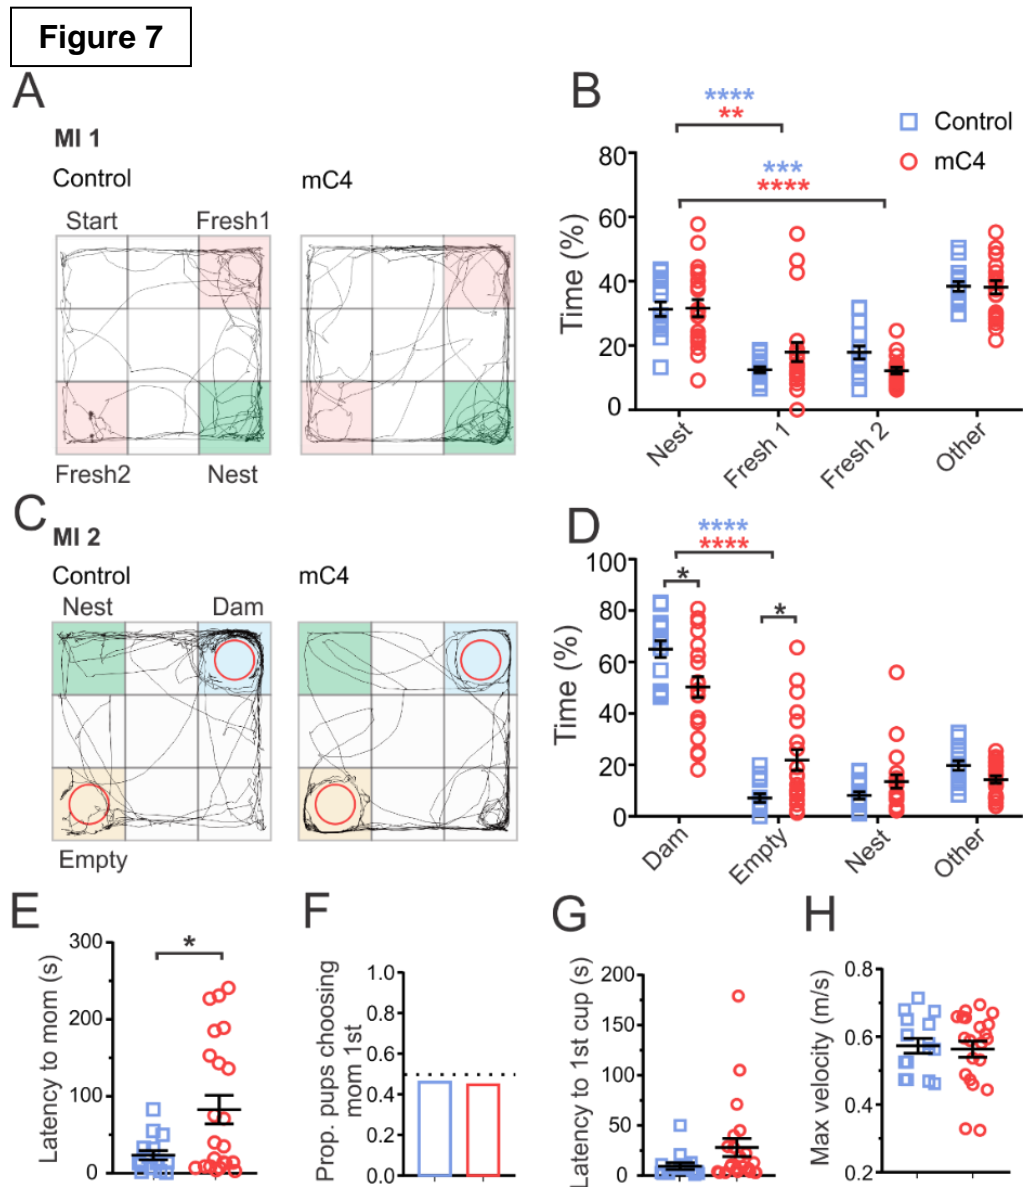 Figure 7
A
MI 1
Control
mC4
Start
Fresh1
Fresh2
Nest
B
****
**
***
****
Control
mC4
Time (%)
80
60
40
20
0
Nest
Fresh 1
Fresh 2
Other
C
MI 2
Control
mC4
Nest
Dam
Empty
D
****
****
*
*
Time (%)
100
80
60
40
20
0
Dam
Empty
Nest
Other
E
*
Latency to mom (s)
300
200
100
0
F
Prop. pups choosing
mom 1st
1.0
0.8
0.6
0.4
0.2
0.0
G
Latency to 1st cup (s)
200
150
100
50
0
H
Max velocity (m/s)
0.8
0.6
0.4
0.2